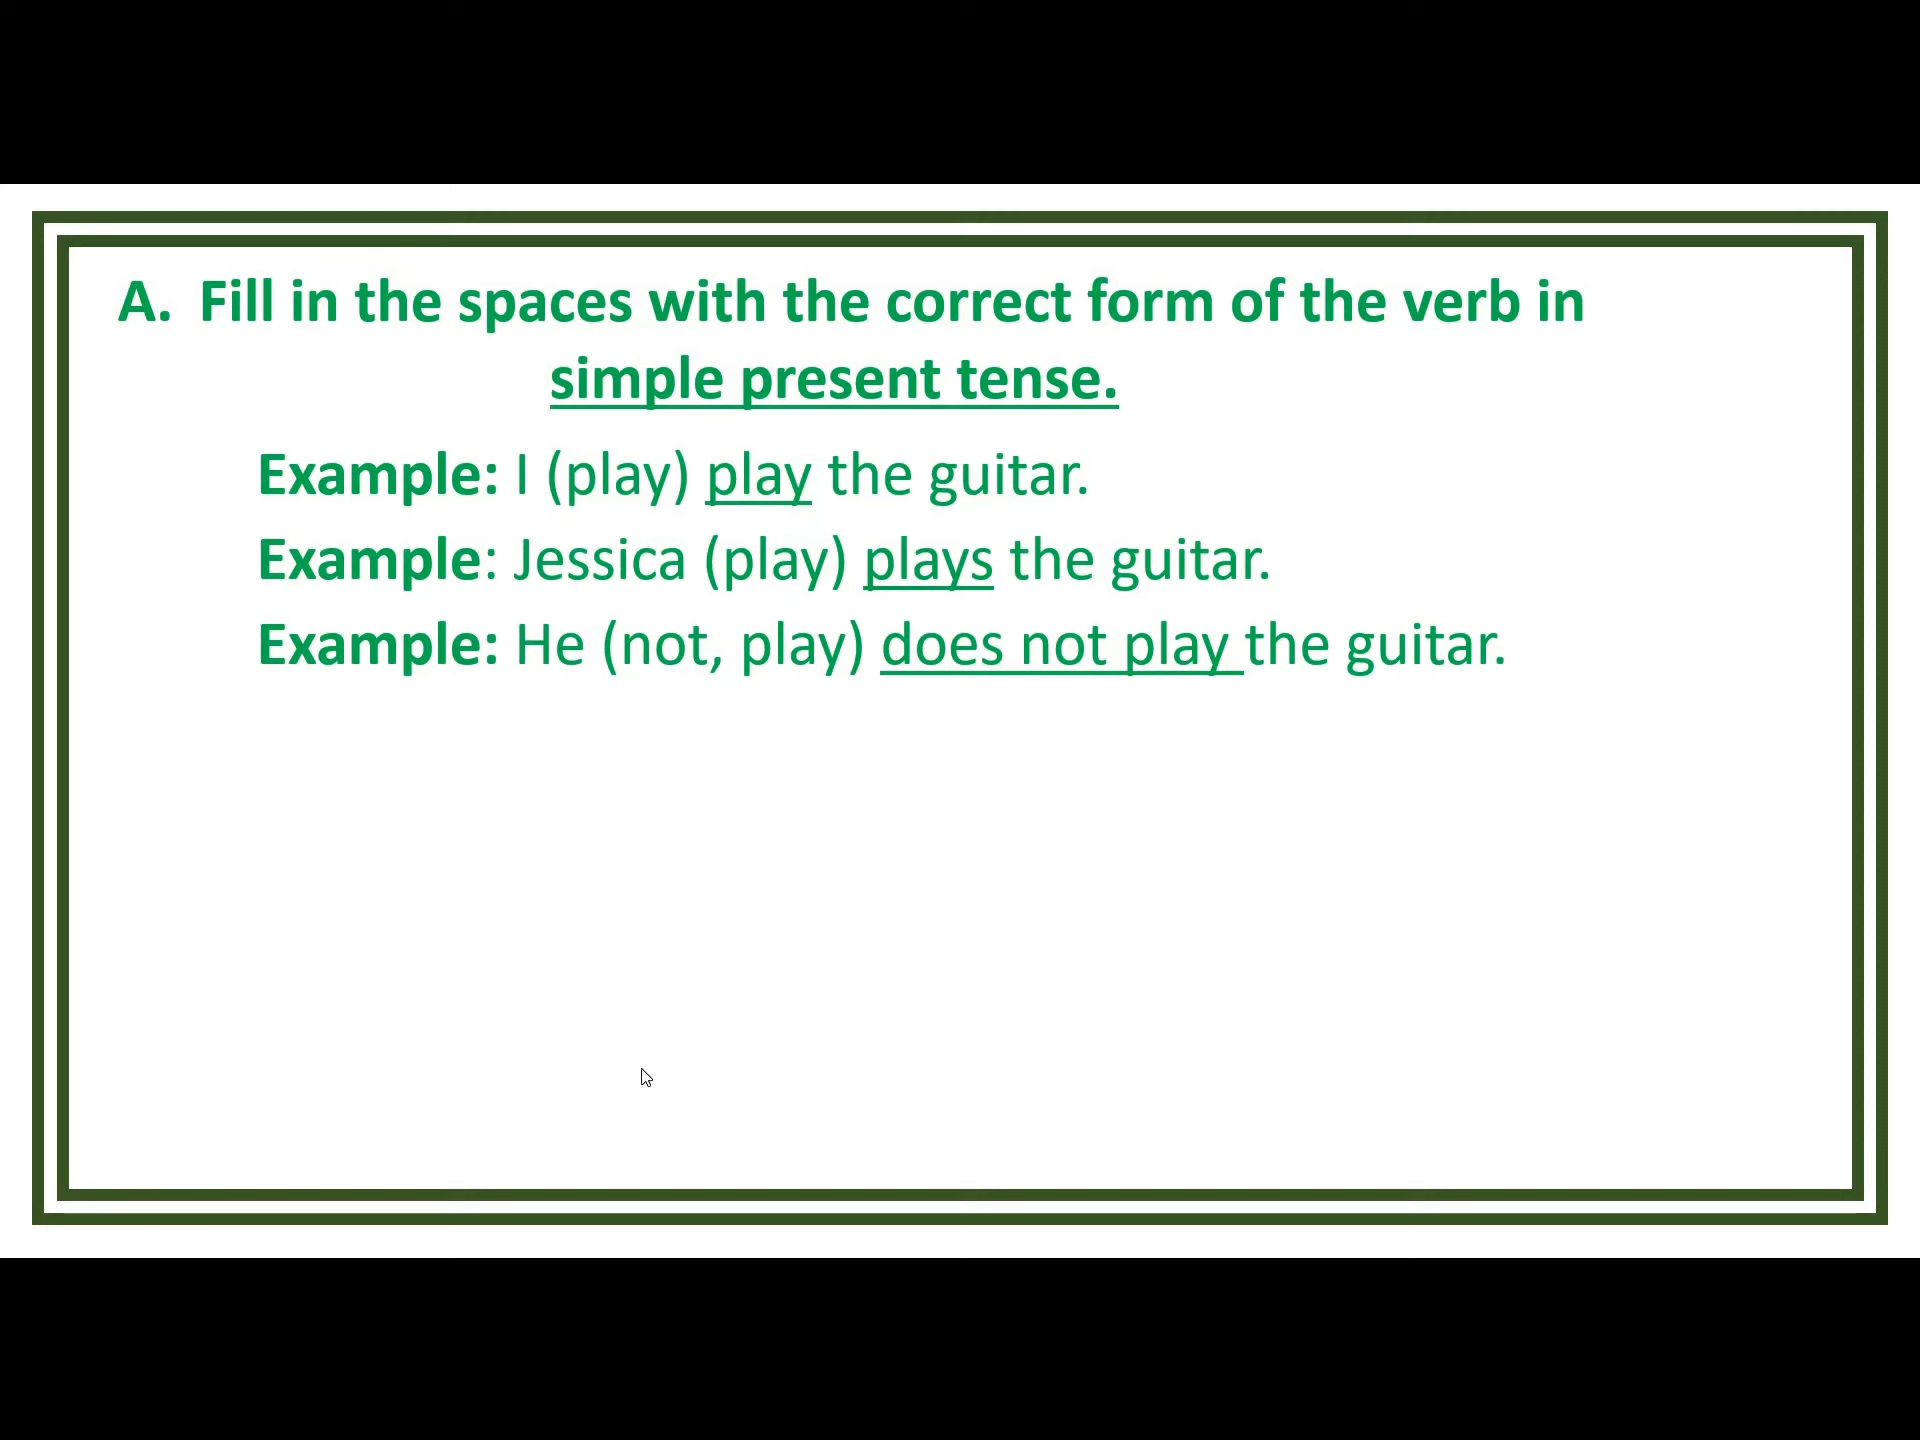 A. Fill in the spaces with the correct form of the verb in
simple present tense.
Example: I (play) play the guitar.
Example: Jessica (play) plays the guitar.
Example: He (not, play) does not play the guitar.